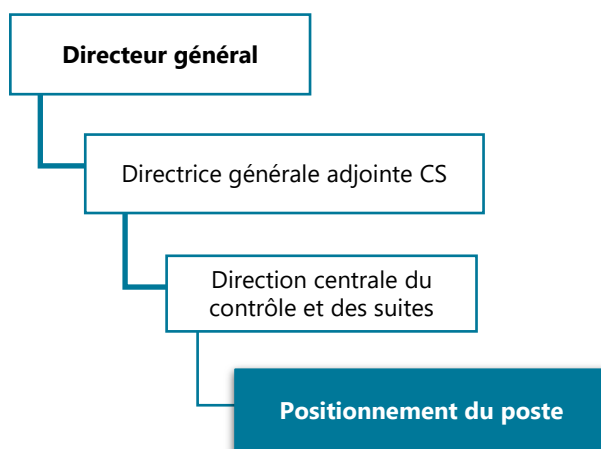 Directeur général
Directrice générale adjointe CS
Direction centrale du
contrôle et des suites
Positionnement du poste